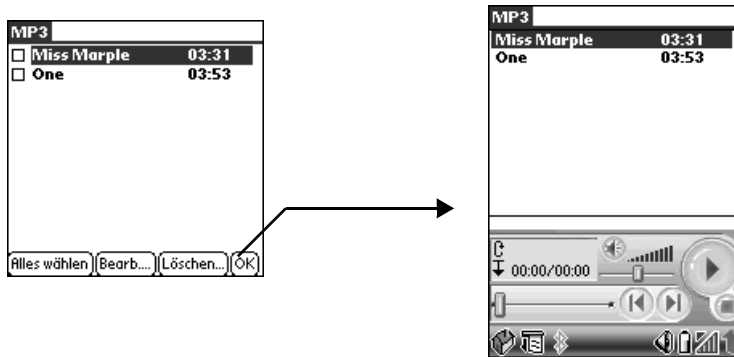 MP3
Miss Marple 03:31
One 03:53
Alles wählen Bearb.... Löschen... OK
MP3
Miss Marple 03:31
One 03:53
00:00/00:00